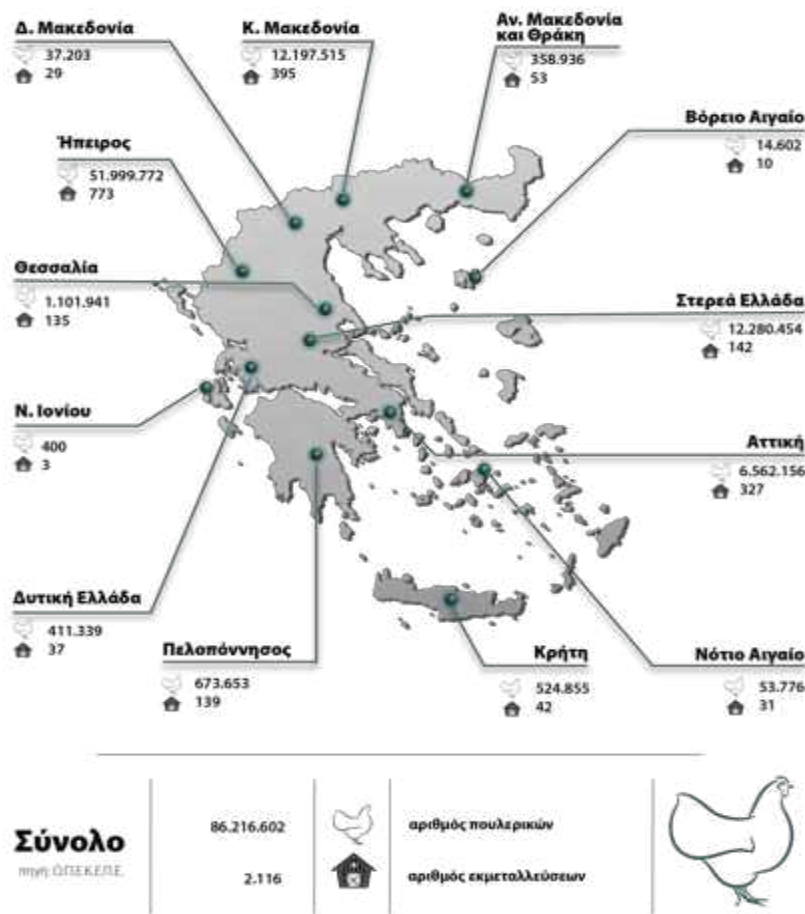 Δ. Μακεδονία
37.203
29
Κ. Μακεδονία
12.197.515
395
Αν. Μακεδονία
και Θράκη
358.936
53
Βόρειο Αιγαίο
14.602
10
Ήπειρος
51.999.772
773
Θεσσαλία
1.101.941
135
Στερεά Ελλάδα
12.280.454
142
Ν. Ιονίου
400
3
Αττική
6.562.156
327
Δυτική Ελλάδα
411.339
37
Πελοπόννησος
673.653
139
Κρήτη
524.855
42
Νότιο Αιγαίο
53.776
31
Σύνολο
πηγή: Ο.Π.Ε.Κ.Ε.Π.Ε.
86.216.602
αριθμός πουλερικών
2.116
αριθμός εκμεταλλεύσεων